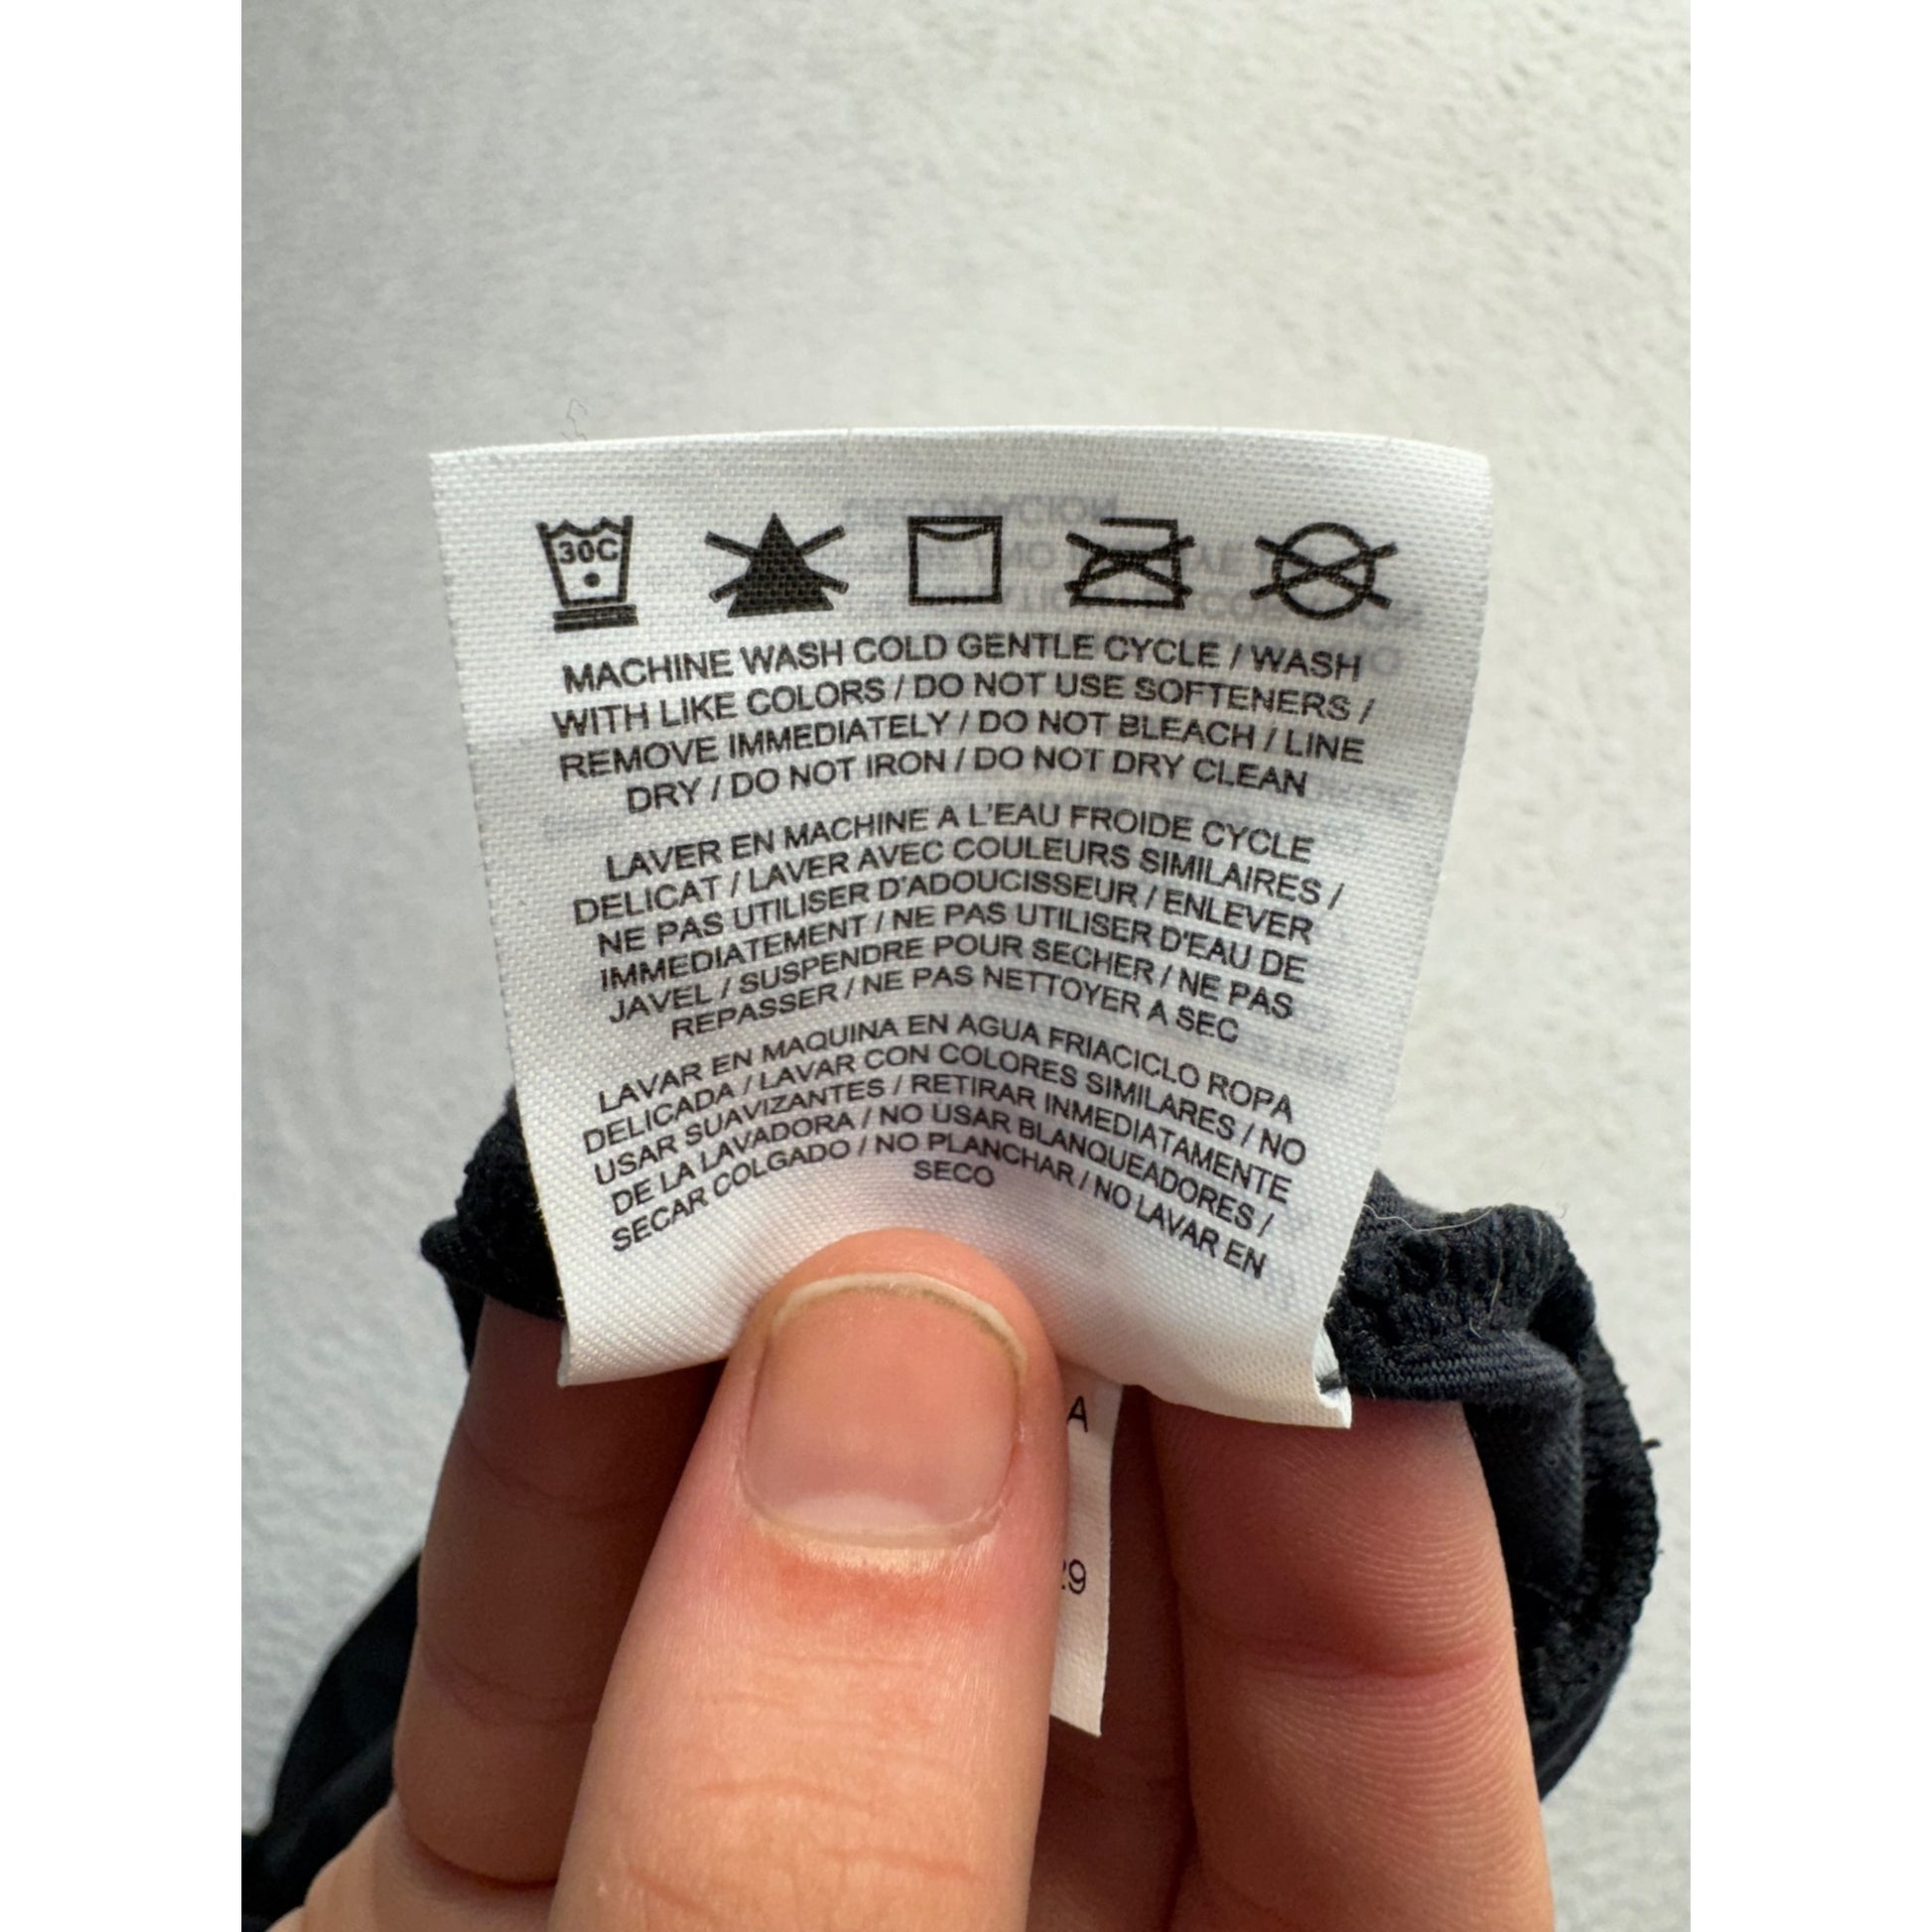 30C
MACHINE WASH COLD GENTLE CYCLE / WASH
WITH LIKE COLORS / DO NOT USE SOFTENERS /
REMOVE IMMEDIATELY / DO NOT BLEACH / LINE
DRY / DO NOT IRON / DO NOT DRY CLEAN
LAVER EN MACHINE A L'EAU FROIDE CYCLE
DELICAT / LAVER AVEC COULEURS SIMILAIRES /
NE PAS UTILISER D'ADOUCISSEUR / ENLEVER
IMMEDIATEMENT / NE PAS UTILISER D'EAU DE
JAVEL / SUSPENDRE POUR SECHER / NE PAS
REPASSER / NE PAS NETTOYER A SEC
LAVAR EN MAQUINA EN AGUA FRIACICLO ROPA
DELICADA / LAVAR CON COLORES SIMILARES / NO
USAR SUAVIZANTES / RETIRAR INMEDIATAMENTE
DE LA LAVADORA / NO USAR BLANQUEADORES /
SECAR COLGADO / NO PLANCHAR / NO LAVAR EN
SECO
A
29